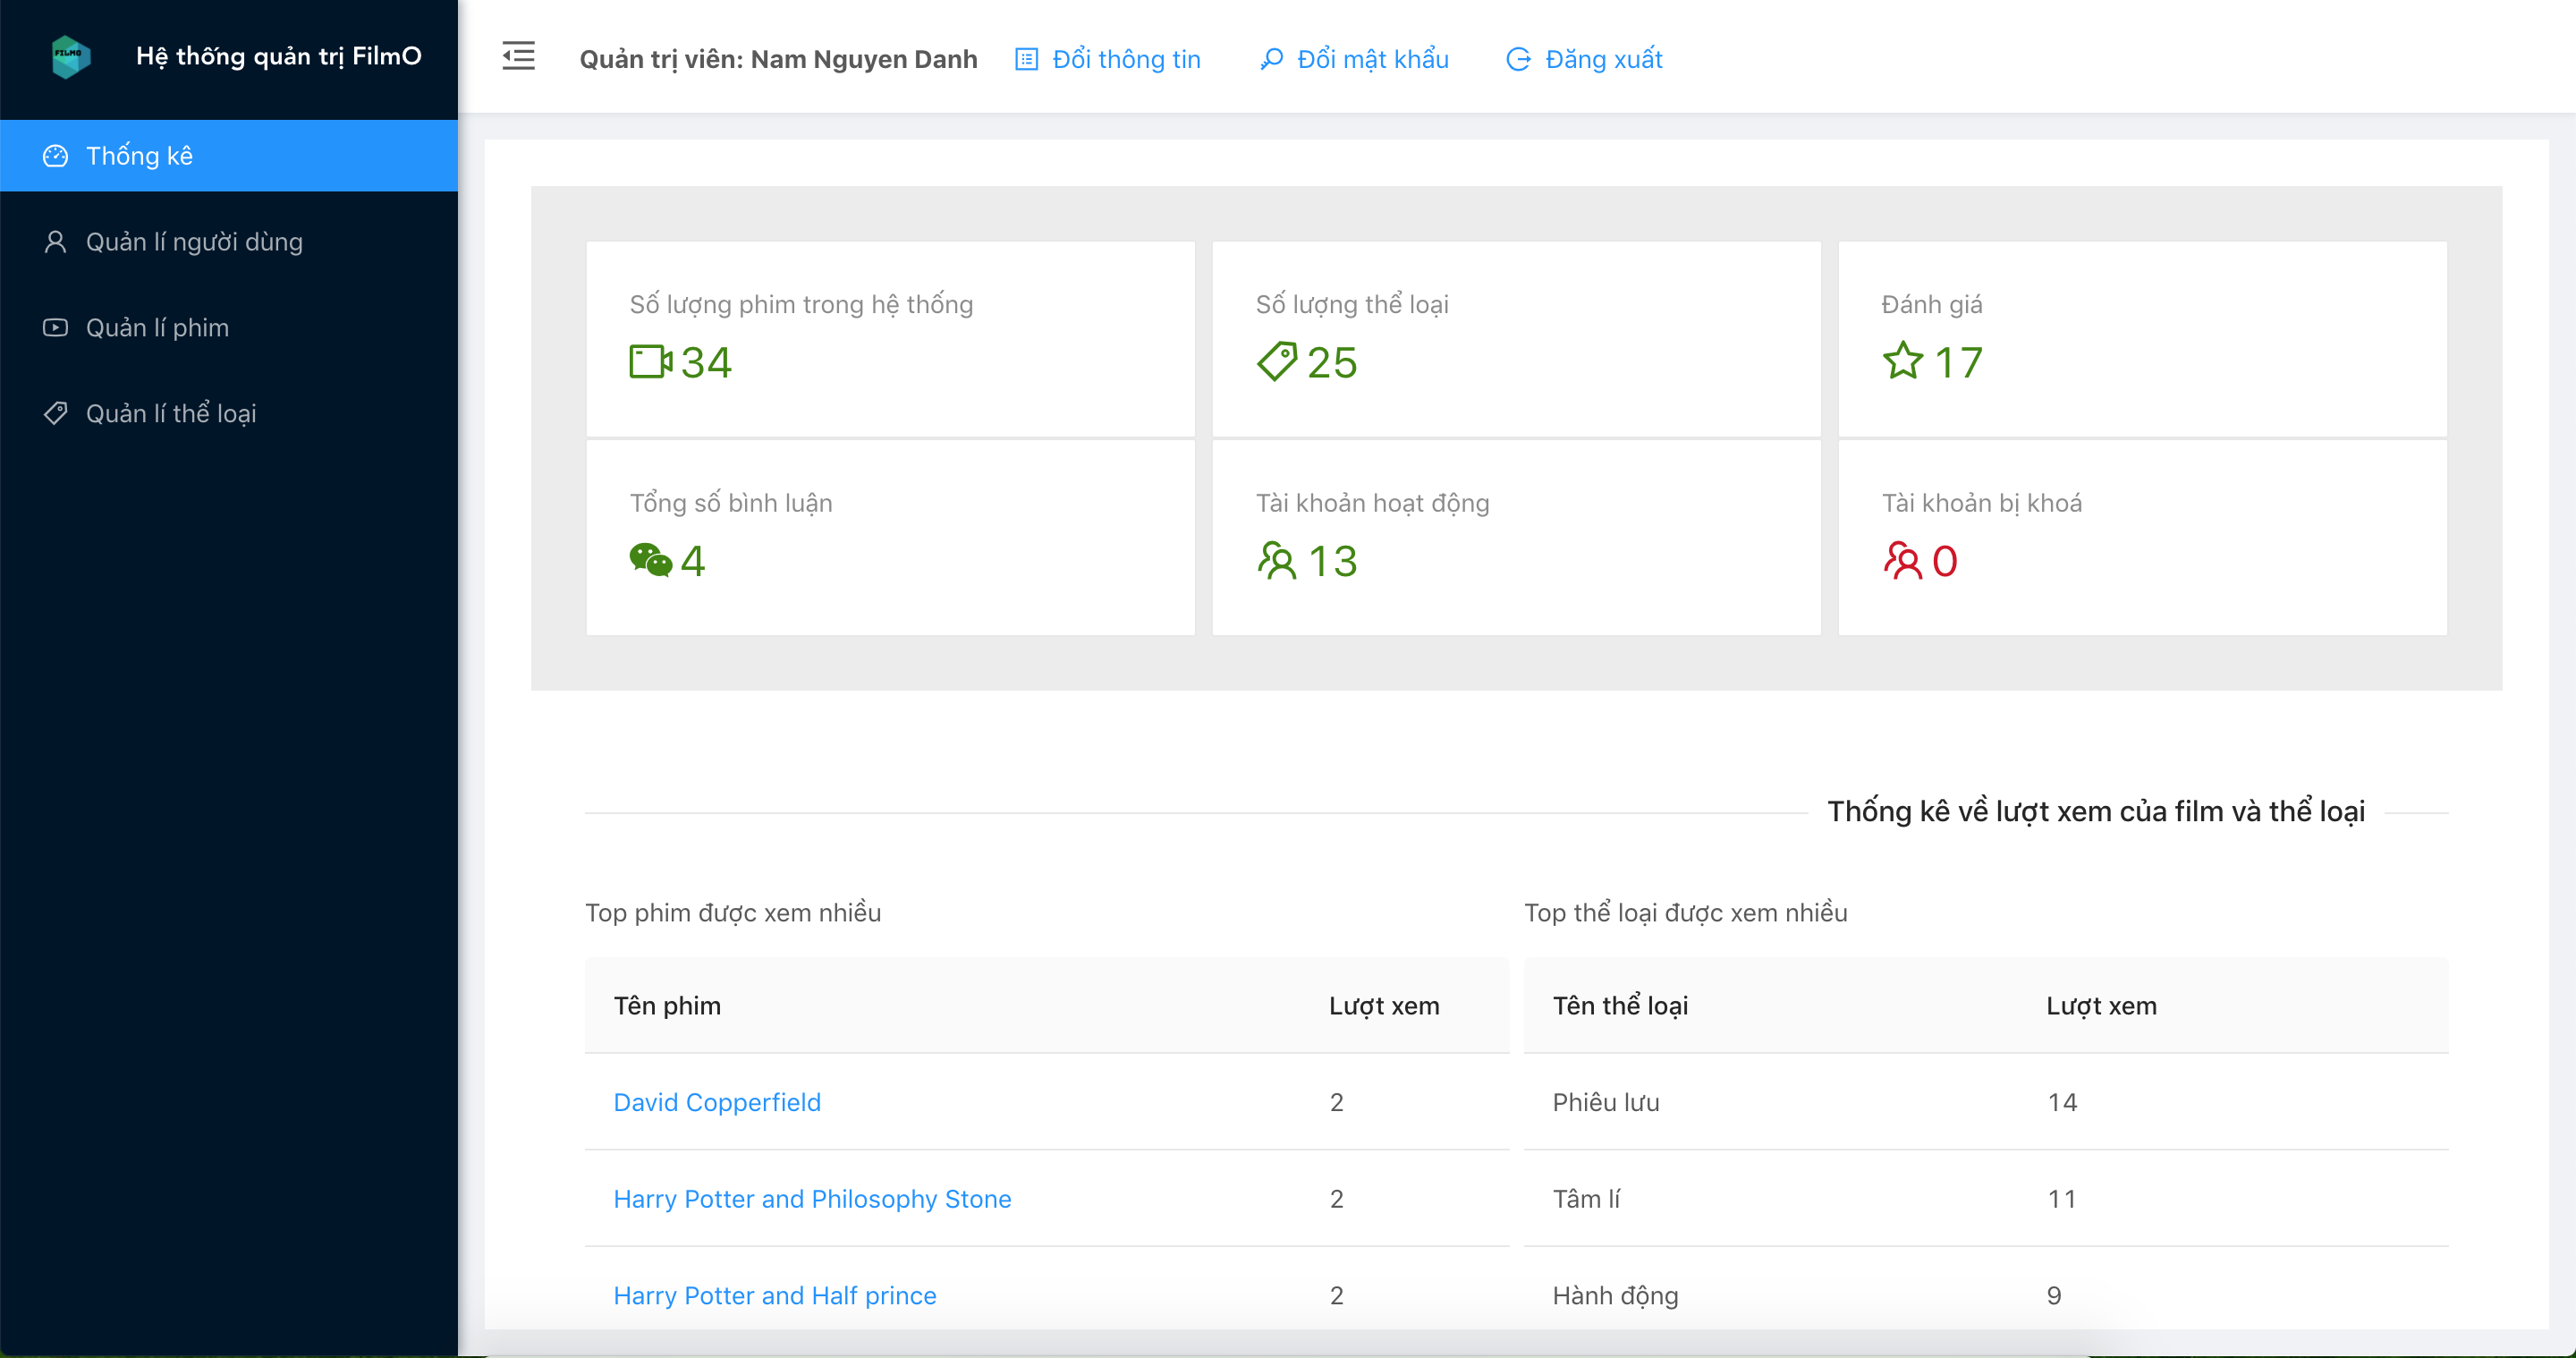 FILMO
Hệ thống quản trị FilmO
Quản trị viên: Nam Nguyen Danh
Đổi thông tin
Đổi mật khẩu
Đăng xuất
Thống kê
Quản lí người dùng
Quản lí phim
Quản lí thể loại
Số lượng phim trong hệ thống
34
Số lượng thể loại
25
Đánh giá
17
Tổng số bình luận
4
Tài khoản hoạt động
13
Tài khoản bị khoá
0
Thống kê về lượt xem của film và thể loại
Top phim được xem nhiều
Tên phim Lượt xem
David Copperfield 2
Harry Potter and Philosophy Stone 2
Harry Potter and Half prince 2
Top thể loại được xem nhiều
Tên thể loại Lượt xem
Phiêu lưu 14
Tâm lí 11
Hành động 9